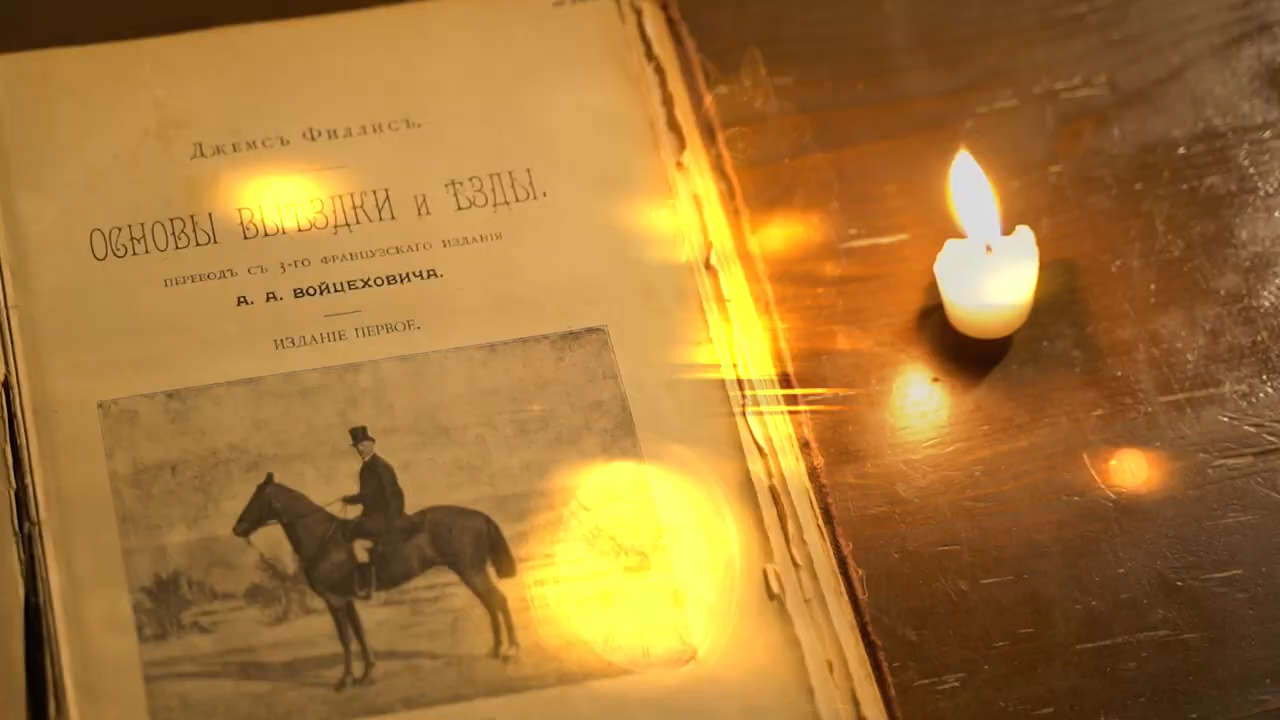 Джемсъ Филлисъ.
ОСНОВЫ ВЫѢЗДКИ и ѢЗДЫ.
ПЕРЕВОДЪ СЪ 3-ГО ФРАНЦУЗСКАГО ИЗДАНІЯ
А. А. ВОЙЦЕХОВИЧА.
ИЗДАНІЕ ПЕРВОЕ.